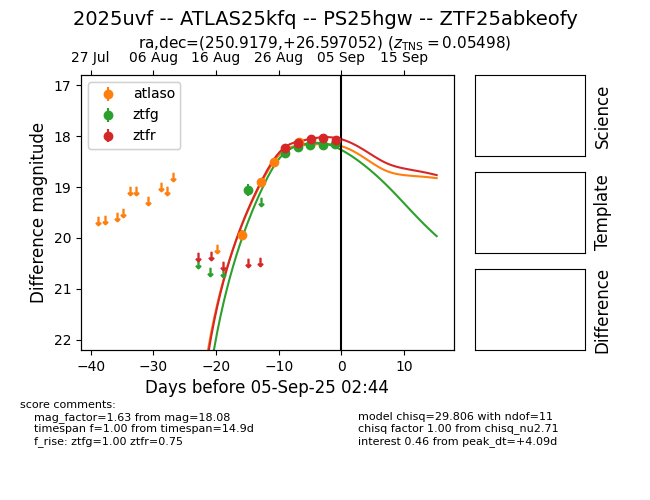 2025uvf -- ATLAS25kfq -- PS25hgw -- ZTF25abkeofy
ra,dec=(250.9179,+26.597052) (zTNS = 0.05498)
27 Jul 06 Aug 16 Aug 26 Aug 05 Sep 15 Sep
atlaso
ztfg
ztfr
Difference magnitude
17
18
19
20
21
22
−40 −30 −20 −10 0 10
Days before 05-Sep-25 02:44
Science
Template
Difference
score comments:
mag_factor=1.63 from mag=18.08
timespan f=1.00 from timespan=14.9d
f_rise: ztfg=1.00 ztfr=0.75
model chisq=29.806 with ndof=11
chisq factor 1.00 from chisq_nu2.71
interest 0.46 from peak_dt=+4.09d